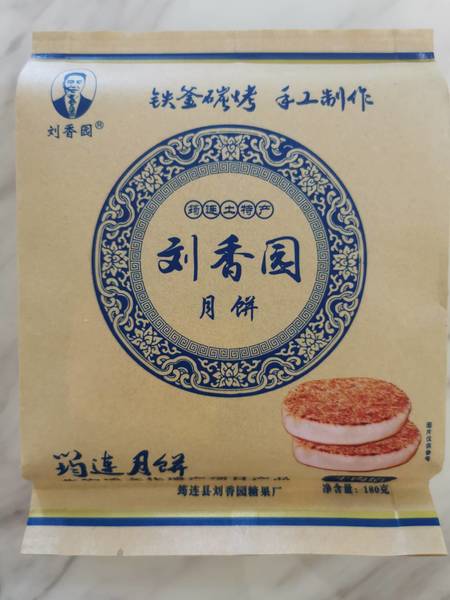 刘香园®
铁釜碳烤 手工制作
筠连土特产
刘香园
月饼
图片仅供参考
筠连月饼
筠连县刘香园糖果厂
净含量：180克